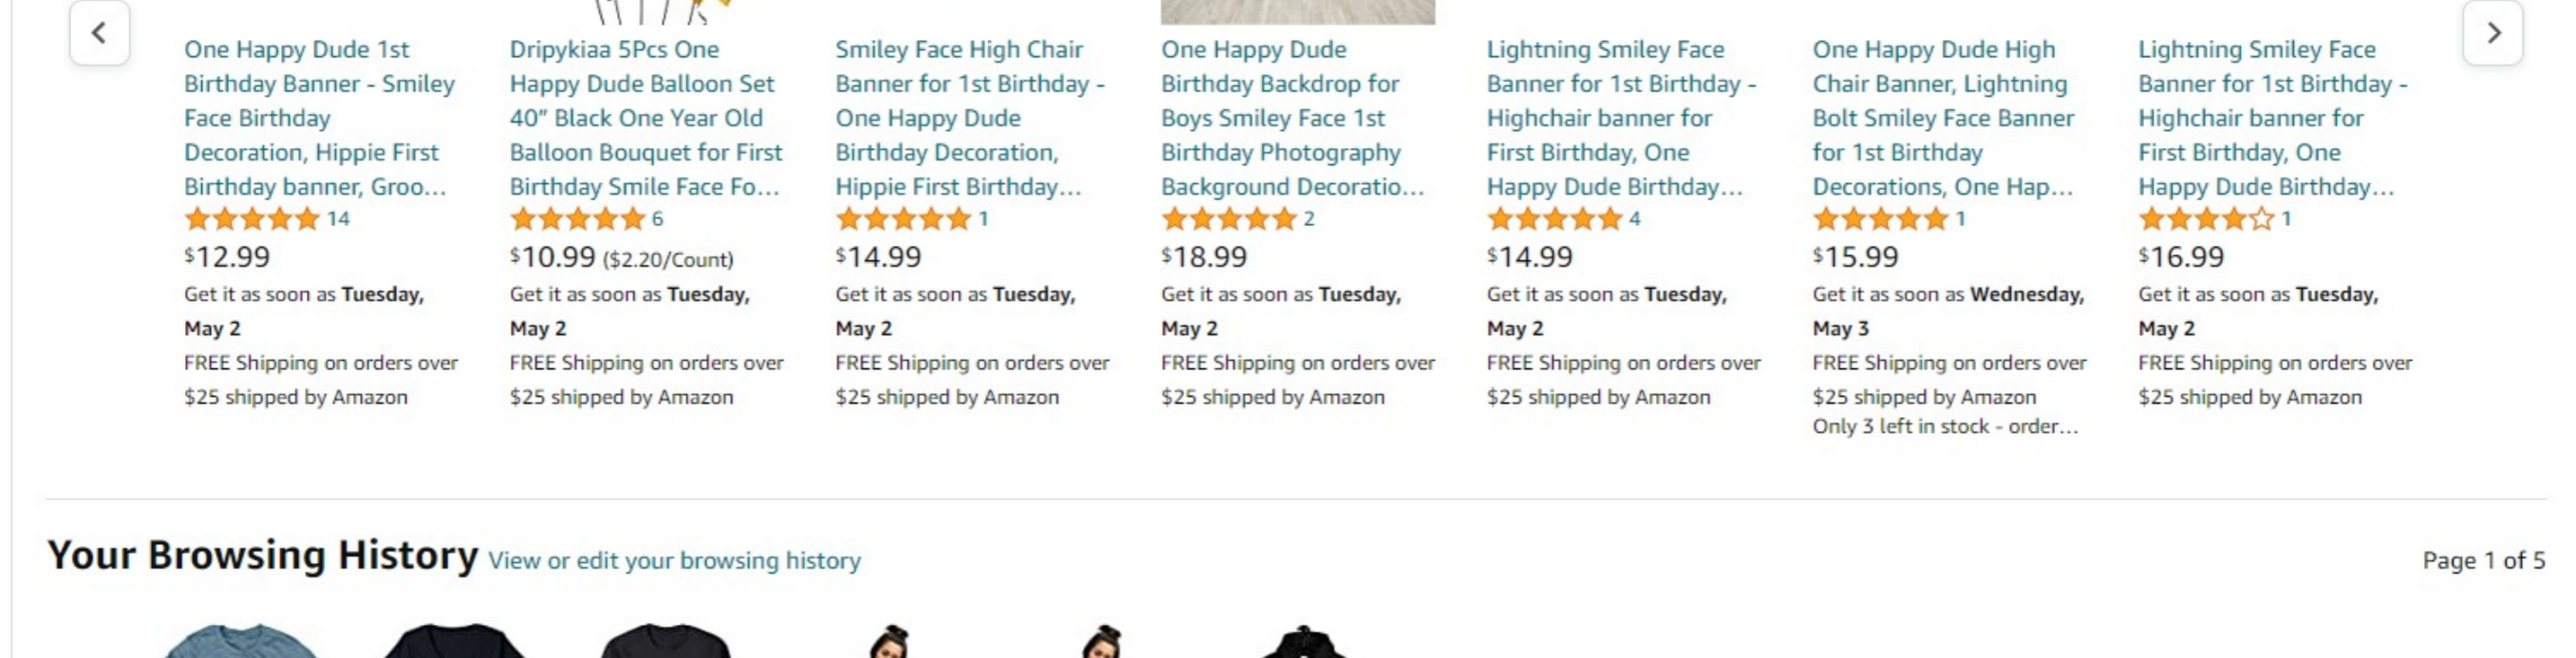 One Happy Dude 1st
Birthday Banner - Smiley
Face Birthday
Decoration, Hippie First
Birthday banner, Groo...
14
$12.99
Get it as soon as Tuesday,
May 2
FREE Shipping on orders over
$25 shipped by Amazon
Dripykiaa 5Pcs One
Happy Dude Balloon Set
40” Black One Year Old
Balloon Bouquet for First
Birthday Smile Face Fo...
6
$10.99 ($2.20/Count)
Get it as soon as Tuesday,
May 2
FREE Shipping on orders over
$25 shipped by Amazon
Smiley Face High Chair
Banner for 1st Birthday -
One Happy Dude
Birthday Decoration,
Hippie First Birthday...
1
$14.99
Get it as soon as Tuesday,
May 2
FREE Shipping on orders over
$25 shipped by Amazon
One Happy Dude
Birthday Backdrop for
Boys Smiley Face 1st
Birthday Photography
Background Decoratio...
2
$18.99
Get it as soon as Tuesday,
May 2
FREE Shipping on orders over
$25 shipped by Amazon
Lightning Smiley Face
Banner for 1st Birthday -
Highchair banner for
First Birthday, One
Happy Dude Birthday...
4
$14.99
Get it as soon as Tuesday,
May 2
FREE Shipping on orders over
$25 shipped by Amazon
One Happy Dude High
Chair Banner, Lightning
Bolt Smiley Face Banner
for 1st Birthday
Decorations, One Hap...
1
$15.99
Get it as soon as Wednesday,
May 3
FREE Shipping on orders over
$25 shipped by Amazon
Only 3 left in stock - order...
Lightning Smiley Face
Banner for 1st Birthday -
Highchair banner for
First Birthday, One
Happy Dude Birthday...
1
$16.99
Get it as soon as Tuesday,
May 2
FREE Shipping on orders over
$25 shipped by Amazon
Your Browsing History View or edit your browsing history
Page 1 of 5